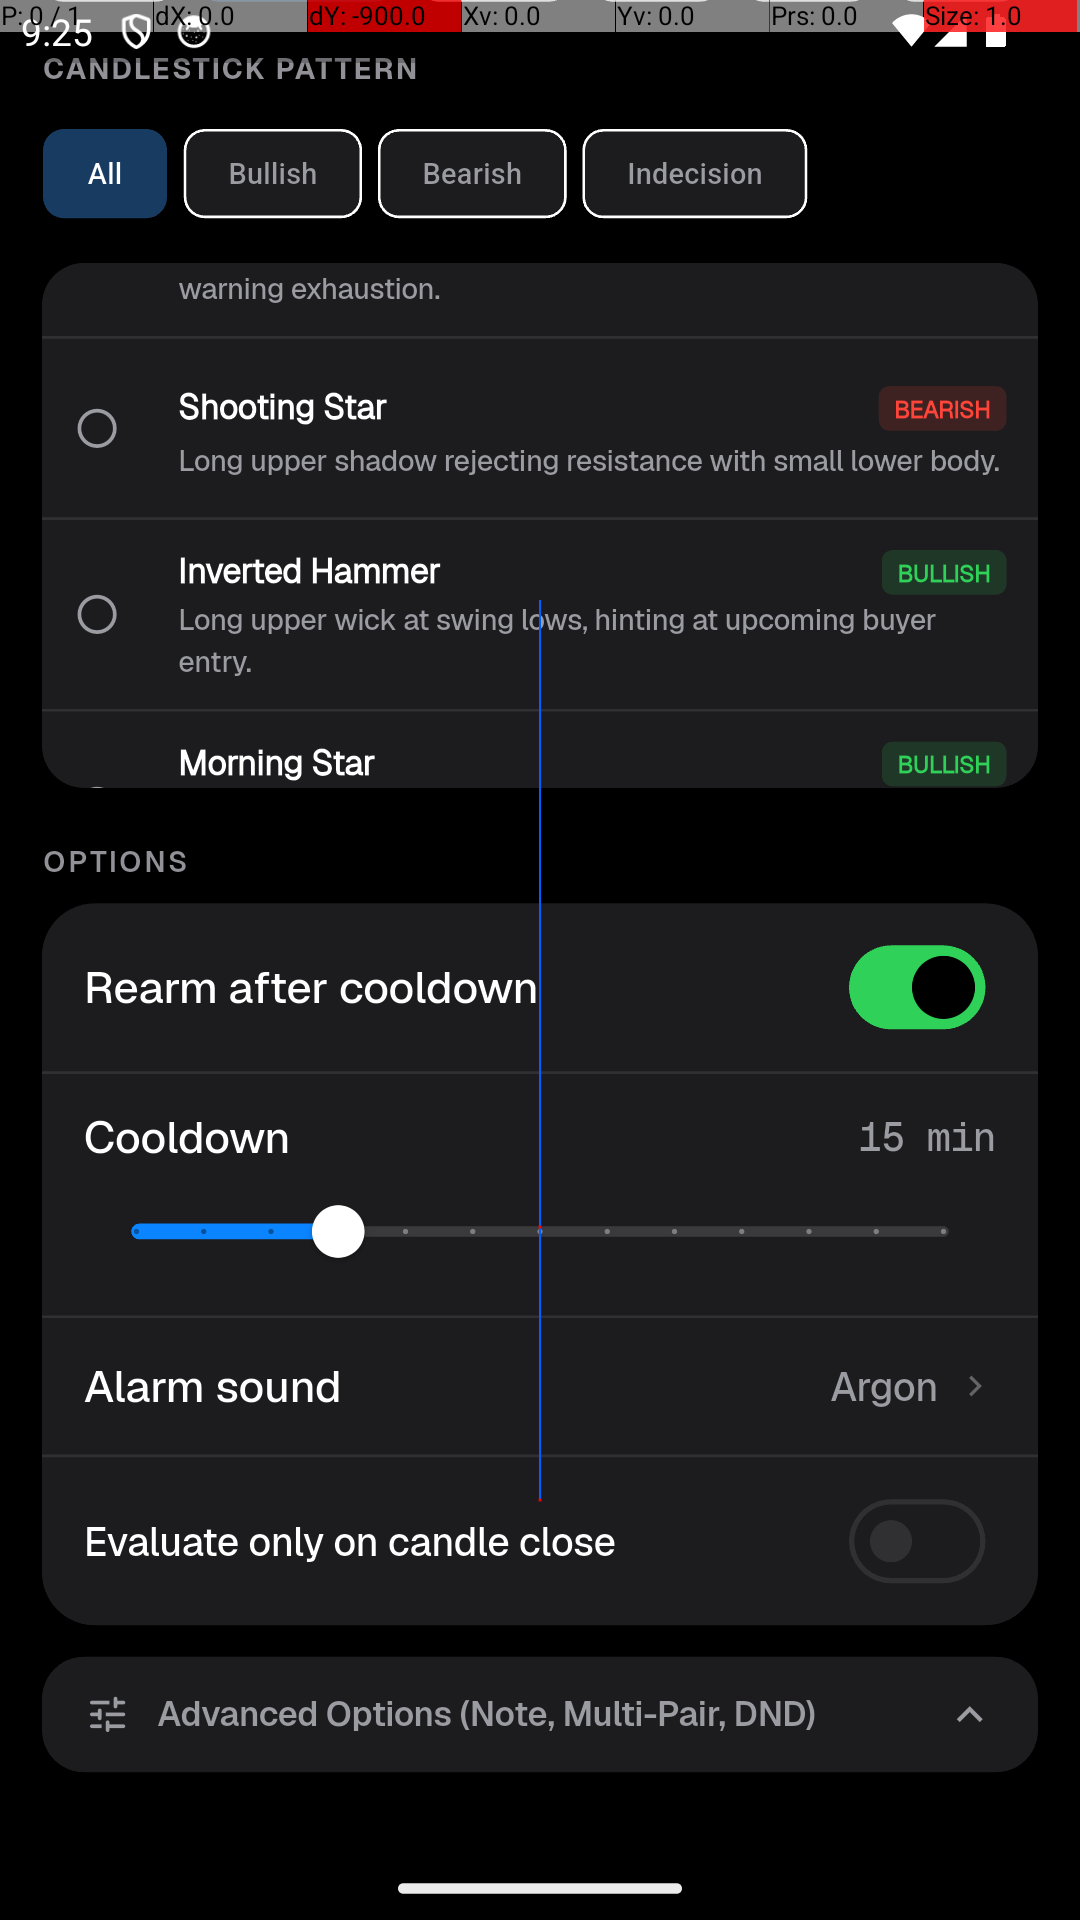 P: 0 / 1 dX: 0.0 dY: -900.0 Xv: 0.0 Yv: 0.0 Prs: 0.0 Size: 1.0
9:25
CANDLESTICK PATTERN
All Bullish Bearish Indecision
warning exhaustion.
Shooting Star BEARISH
Long upper shadow rejecting resistance with small lower body.
Inverted Hammer BULLISH
Long upper wick at swing lows, hinting at upcoming buyer
entry.
Morning Star BULLISH
OPTIONS
Rearm after cooldown
Cooldown 15 min
Alarm sound Argon
Evaluate only on candle close
Advanced Options (Note, Multi-Pair, DND)